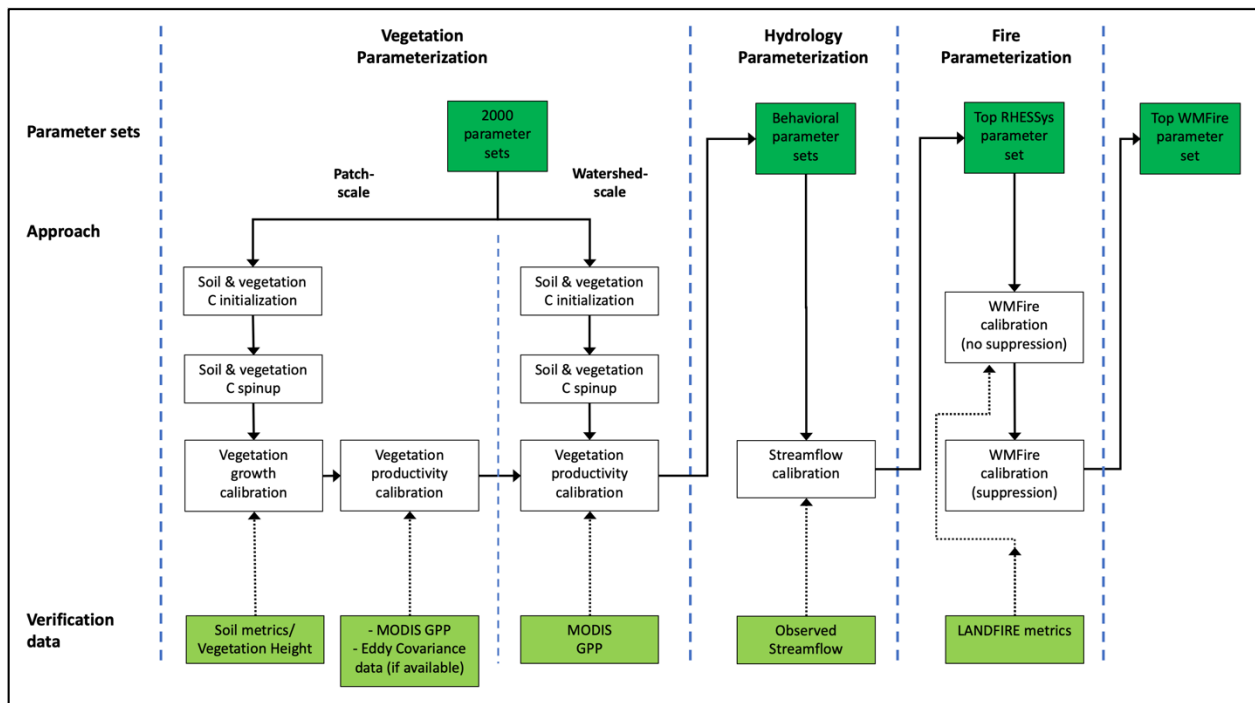 Vegetation
Parameterization
Hydrology
Parameterization
Fire
Parameterization
Parameter sets
2000
parameter
sets
Behavioral
parameter
sets
Top RHESSys
parameter
set
Top WMFire
parameter
set
Patch-
scale
Watershed-
scale
Approach
Soil & vegetation
C initialization
Soil & vegetation
C initialization
WMFire
calibration
(no suppression)
Soil & vegetation
C spinup
Soil & vegetation
C spinup
Vegetation
growth
calibration
Vegetation
productivity
calibration
Vegetation
productivity
calibration
Streamflow
calibration
WMFire
calibration
(suppression)
Verification
data
Soil metrics/
Vegetation Height
- MODIS GPP
- Eddy Covariance
data (if available)
MODIS
GPP
Observed
Streamflow
LANDFIRE metrics